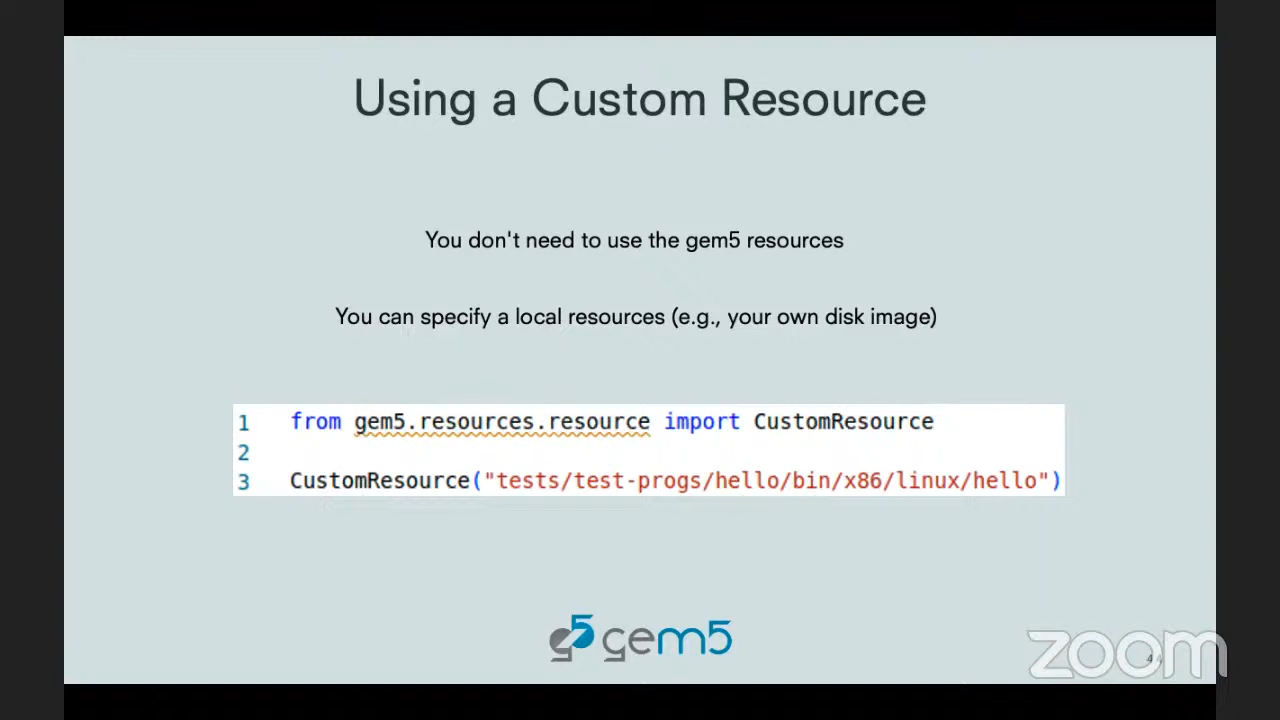 Using a Custom Resource
You don't need to use the gem5 resources
You can specify a local resources (e.g., your own disk image)
1 from gem5.resources.resource import CustomResource
2
3 CustomResource("tests/test-progs/hello/bin/x86/linux/hello")
g5 gem5
zoom